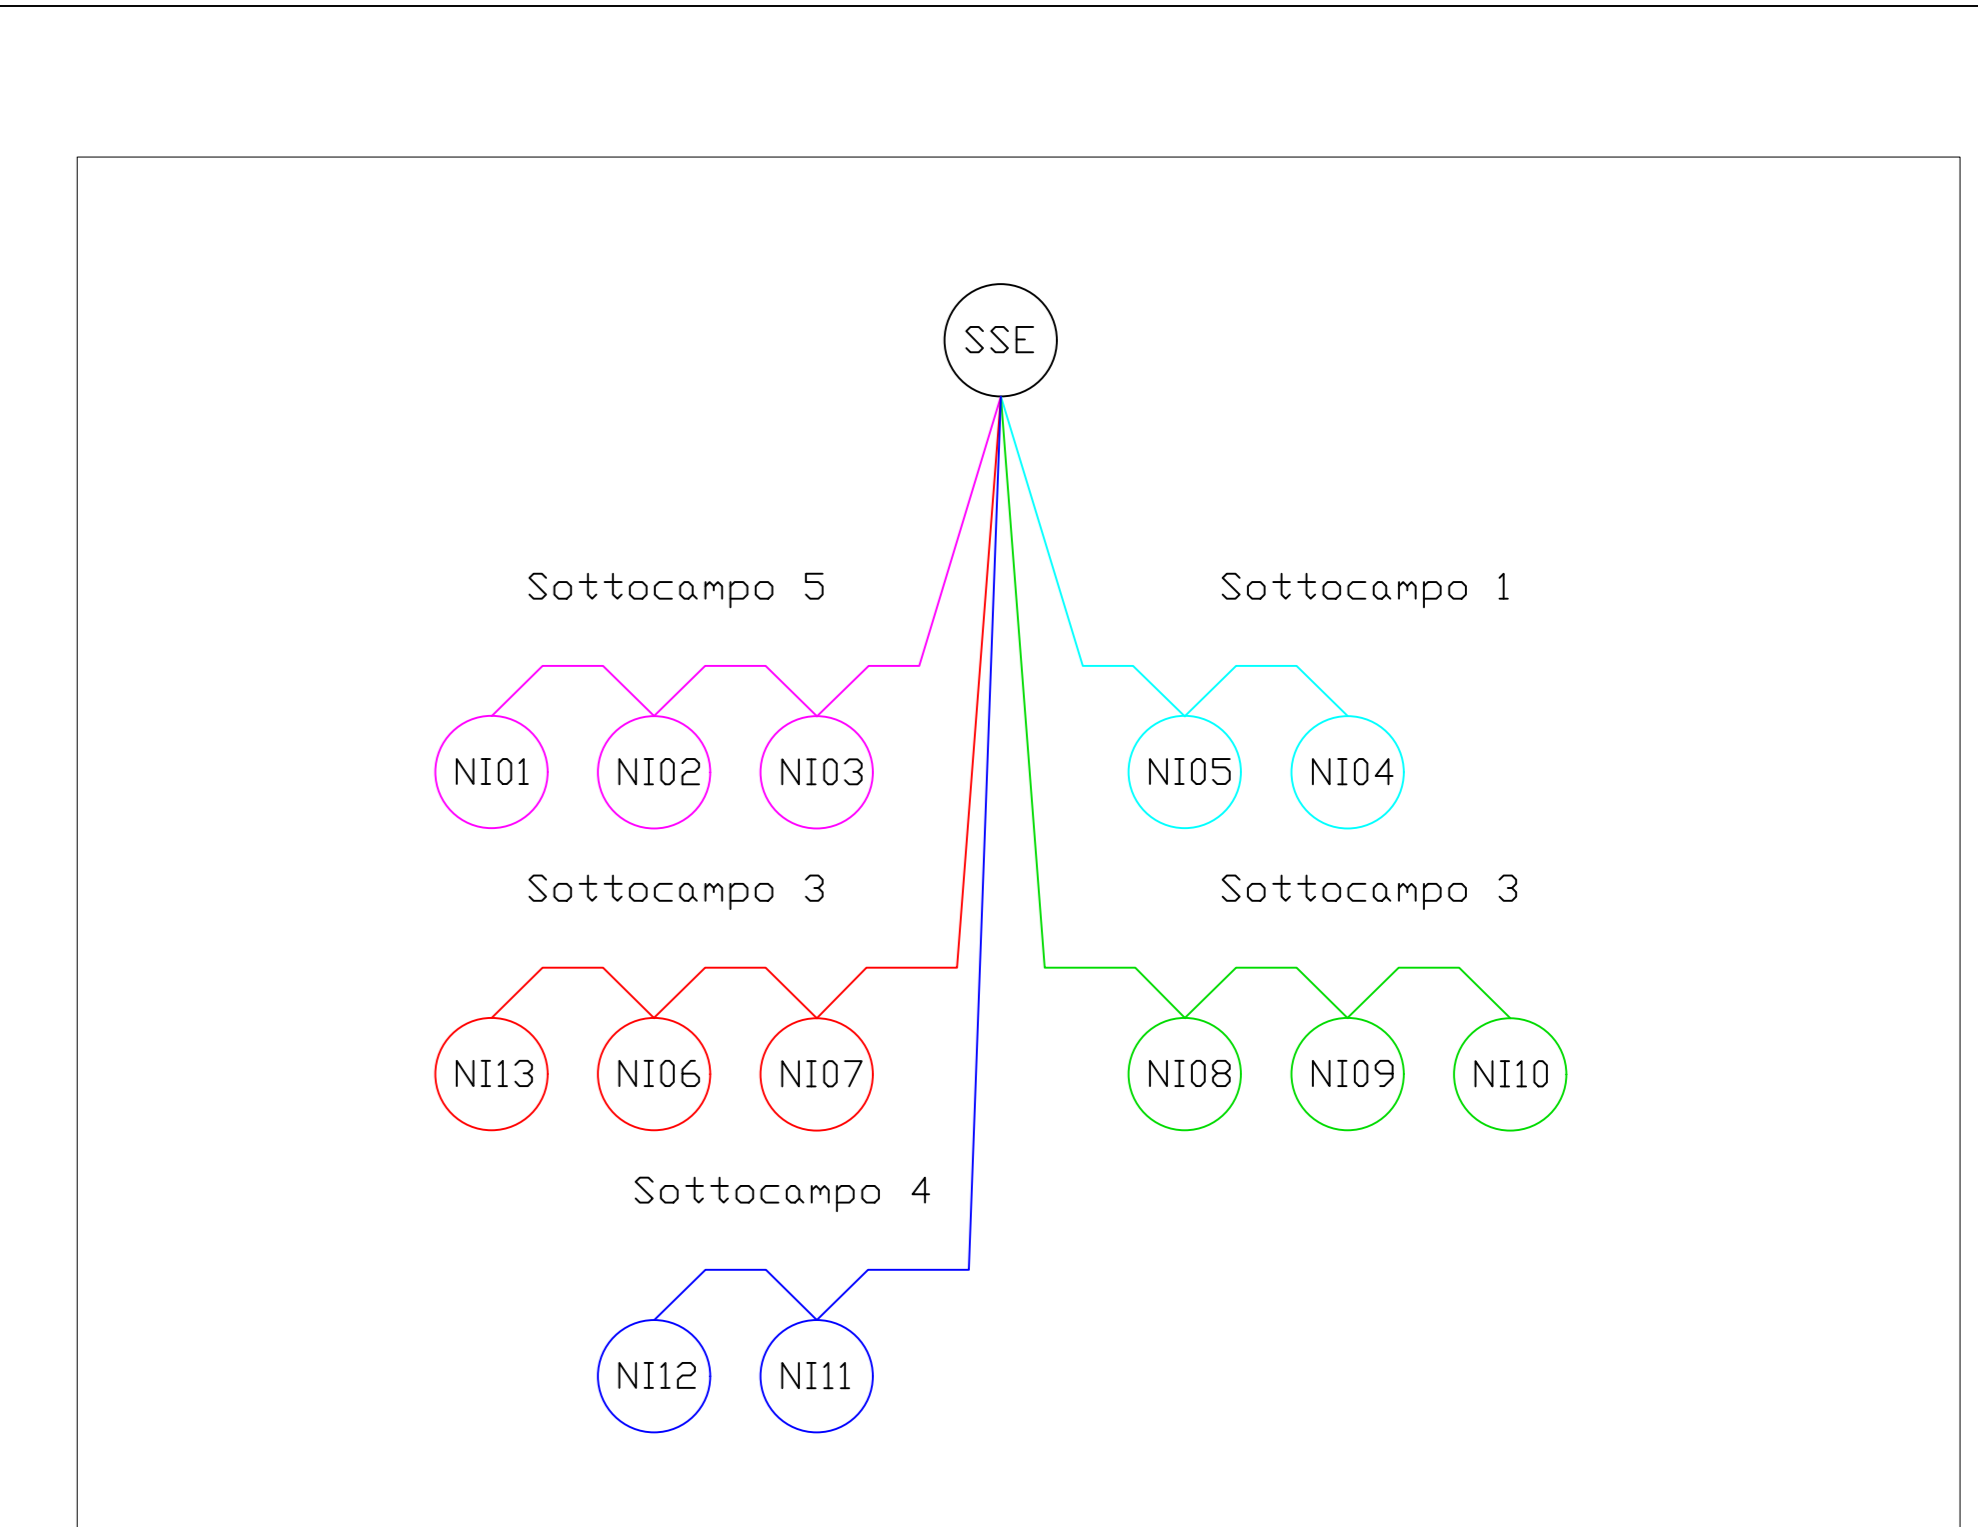 SSE
Sottocampo 5
Sottocampo 1
NI01 NI02 NI03
NI05 NI04
Sottocampo 3
Sottocampo 3
NI13 NI06 NI07
NI08 NI09 NI10
Sottocampo 4
NI12 NI11